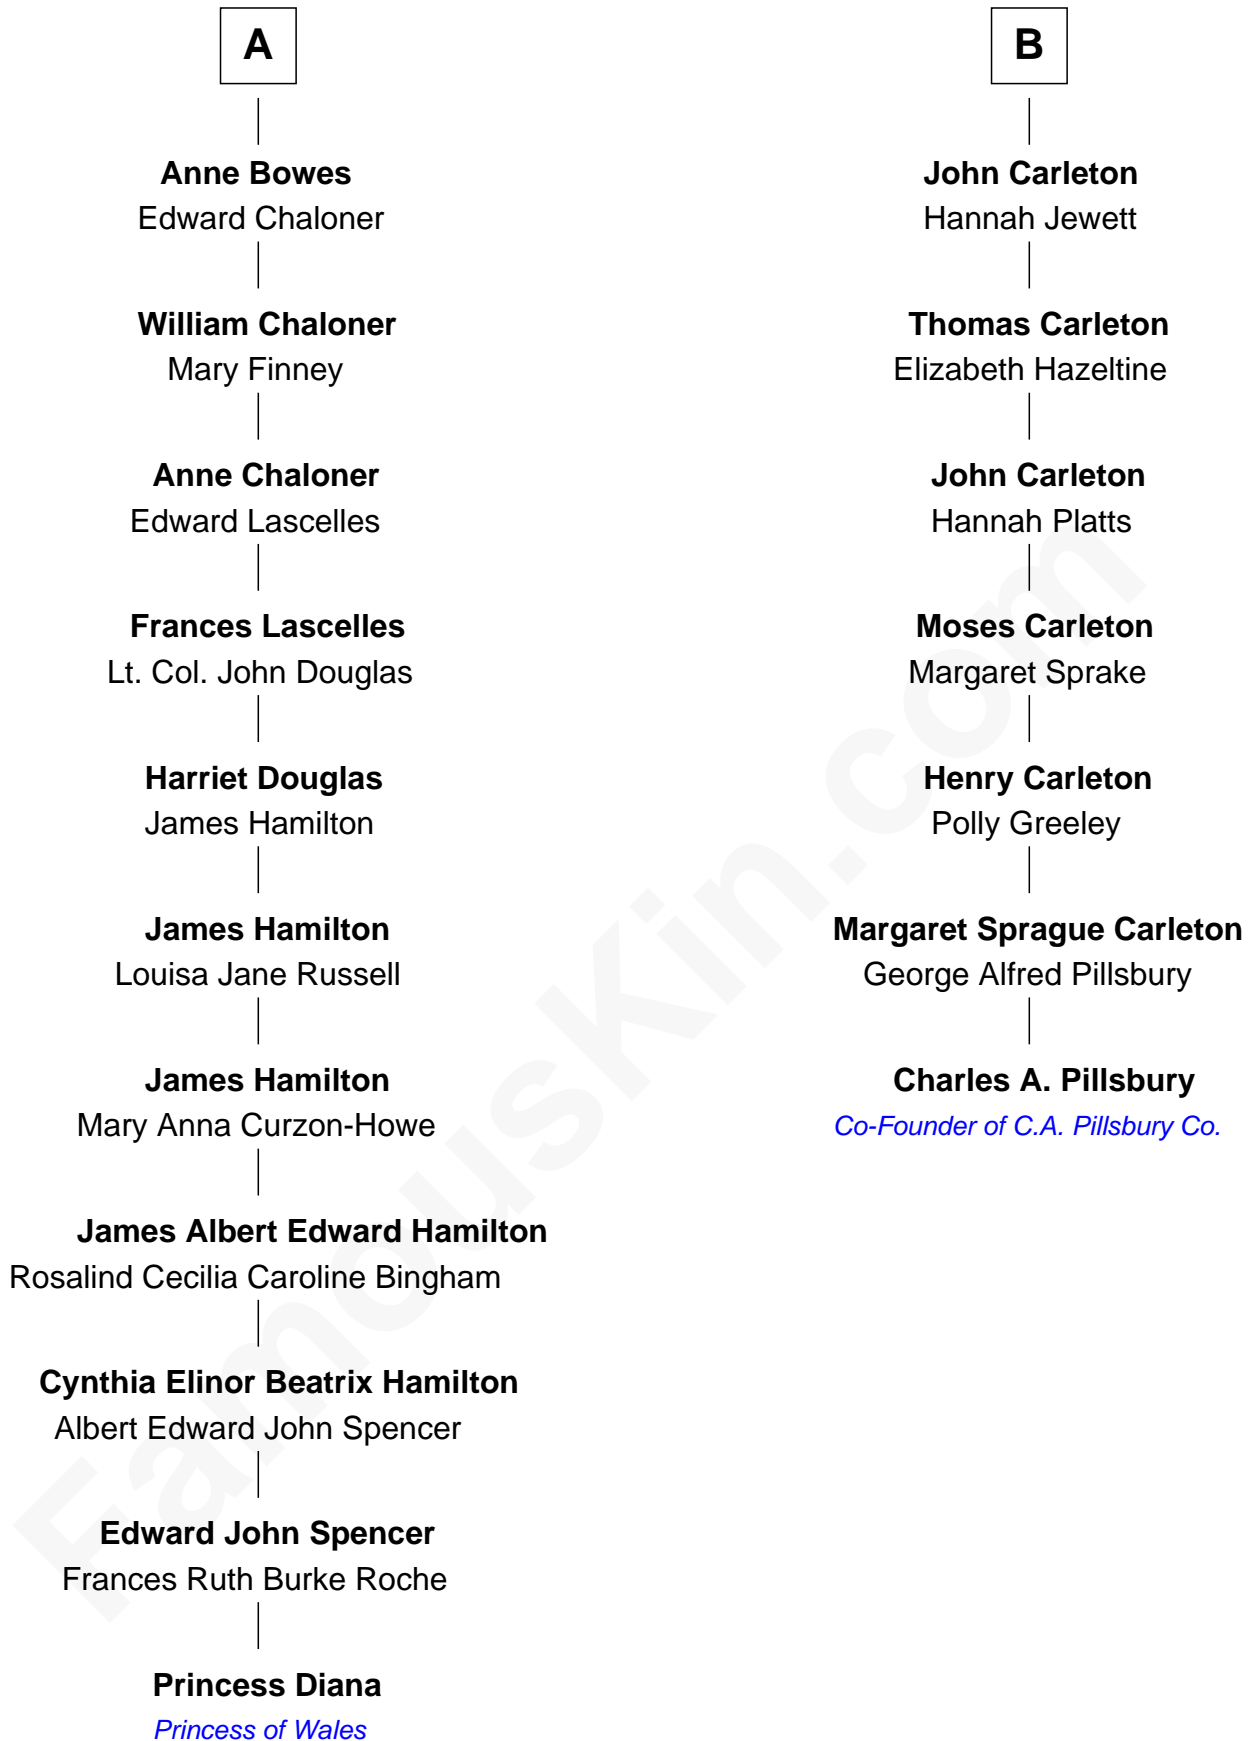 A
Anne Bowes
Edward Chaloner
William Chaloner
Mary Finney
Anne Chaloner
Edward Lascelles
Frances Lascelles
Lt. Col. John Douglas
Harriet Douglas
James Hamilton
James Hamilton
Louisa Jane Russell
James Hamilton
Mary Anna Curzon-Howe
James Albert Edward Hamilton
Rosalind Cecilia Caroline Bingham
Cynthia Elinor Beatrix Hamilton
Albert Edward John Spencer
Edward John Spencer
Frances Ruth Burke Roche
Princess Diana
Princess of Wales
B
John Carleton
Hannah Jewett
Thomas Carleton
Elizabeth Hazeltine
John Carleton
Hannah Platts
Moses Carleton
Margaret Sprake
Henry Carleton
Polly Greeley
Margaret Sprague Carleton
George Alfred Pillsbury
Charles A. Pillsbury
Co-Founder of C.A. Pillsbury Co.
FamousKin.com